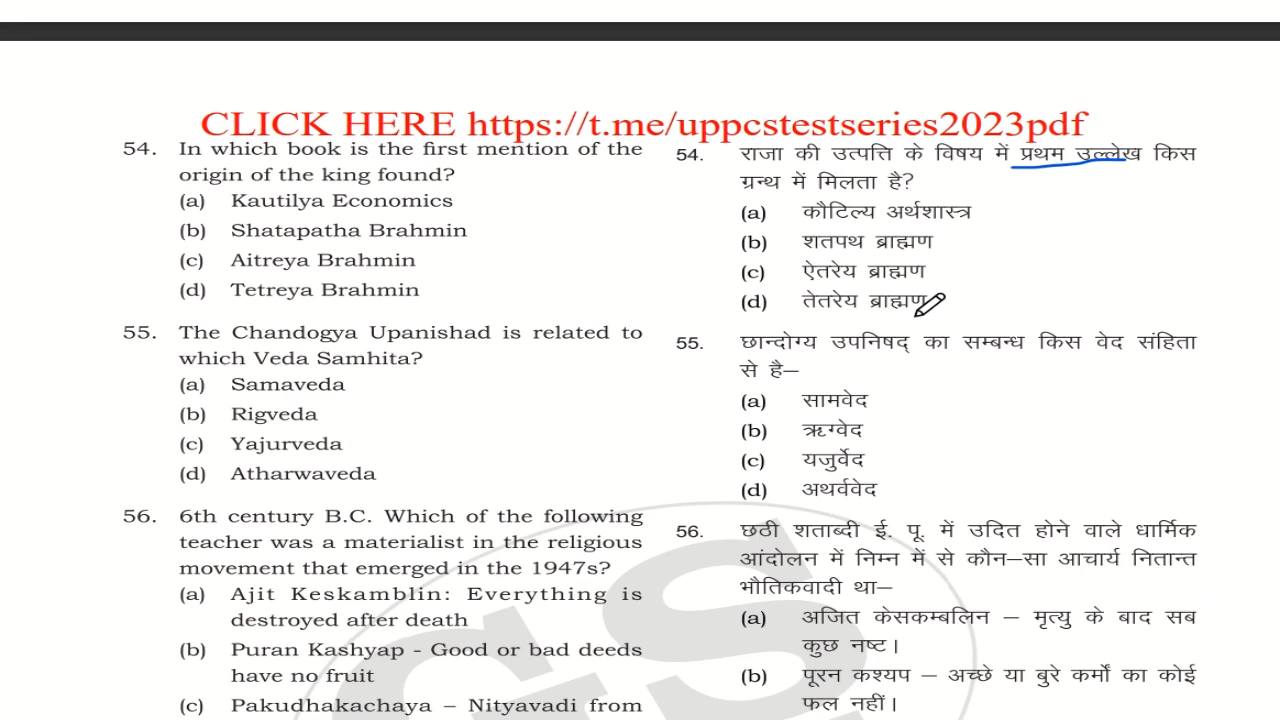 CLICK HERE https://t.me/uppcstestseries2023pdf
54. In which book is the first mention of the
origin of the king found?
(a) Kautilya Economics
(b) Shatapatha Brahmin
(c) Aitreya Brahmin
(d) Tetreya Brahmin
55. The Chandogya Upanishad is related to
which Veda Samhita?
(a) Samaveda
(b) Rigveda
(c) Yajurveda
(d) Atharwaveda
56. 6th century B.C. Which of the following
teacher was a materialist in the religious
movement that emerged in the 1947s?
(a) Ajit Keskamblin: Everything is
destroyed after death
(b) Puran Kashyap - Good or bad deeds
have no fruit
(c) Pakudhakachaya – Nityavadi from
54. राजा की उत्पत्ति के विषय में प्रथम उल्लेख किस
ग्रन्थ में मिलता है?
(a) कौटिल्य अर्थशास्त्र
(b) शतपथ ब्राह्मण
(c) ऐतरेय ब्राह्मण
(d) तेतरेय ब्राह्मण
55. छान्दोग्य उपनिषद् का सम्बन्ध किस वेद संहिता
से है–
(a) सामवेद
(b) ऋग्वेद
(c) यजुर्वेद
(d) अथर्ववेद
56. छठी शताब्दी ई. पू. में उदित होने वाले धार्मिक
आंदोलन में निम्न में से कौन–सा आचार्य नितान्त
भौतिकवादी था–
(a) अजित केसकम्बलिन – मृत्यु के बाद सब
कुछ नष्ट।
(b) पूरन कश्यप – अच्छे या बुरे कर्मों का कोई
फल नहीं।
GS